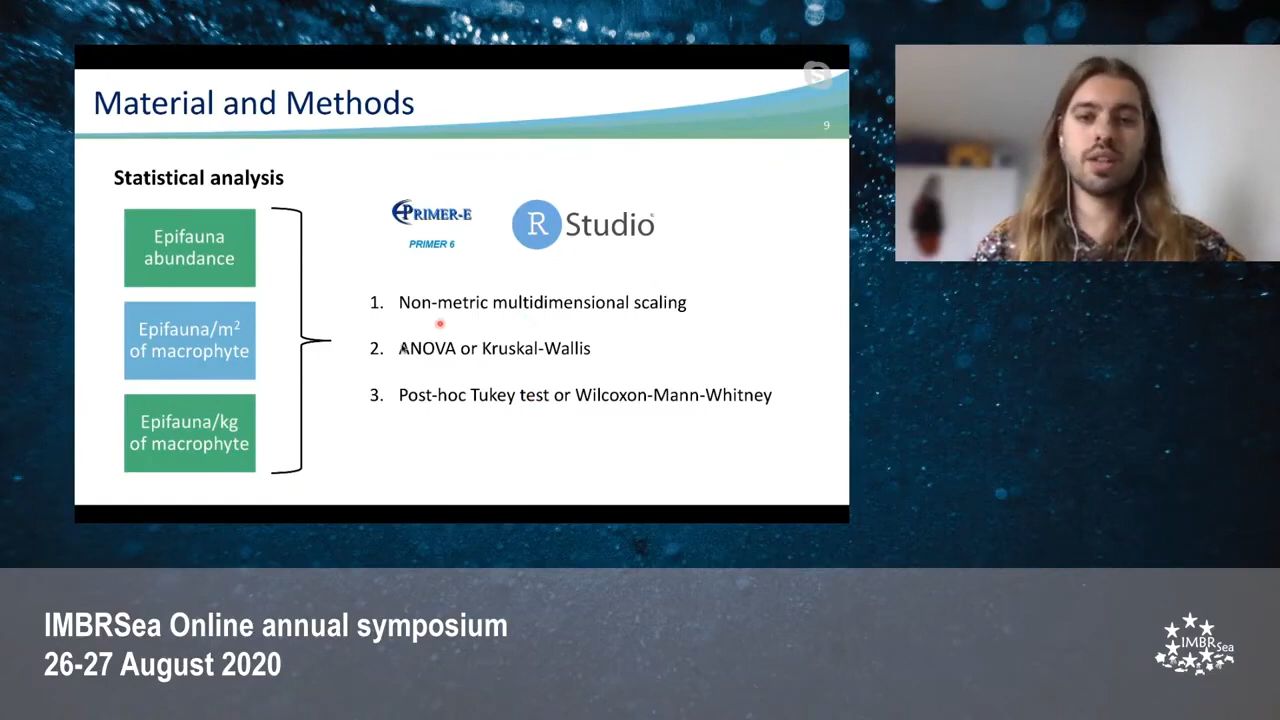 Material and Methods
9
Statistical analysis
Epifauna
abundance
Epifauna/m²
of macrophyte
Epifauna/kg
of macrophyte
PRIMER-E
PRIMER 6
R Studio
1. Non-metric multidimensional scaling
2. ANOVA or Kruskal-Wallis
3. Post-hoc Tukey test or Wilcoxon-Mann-Whitney
IMBRSea Online annual symposium
26-27 August 2020
IMBRSea